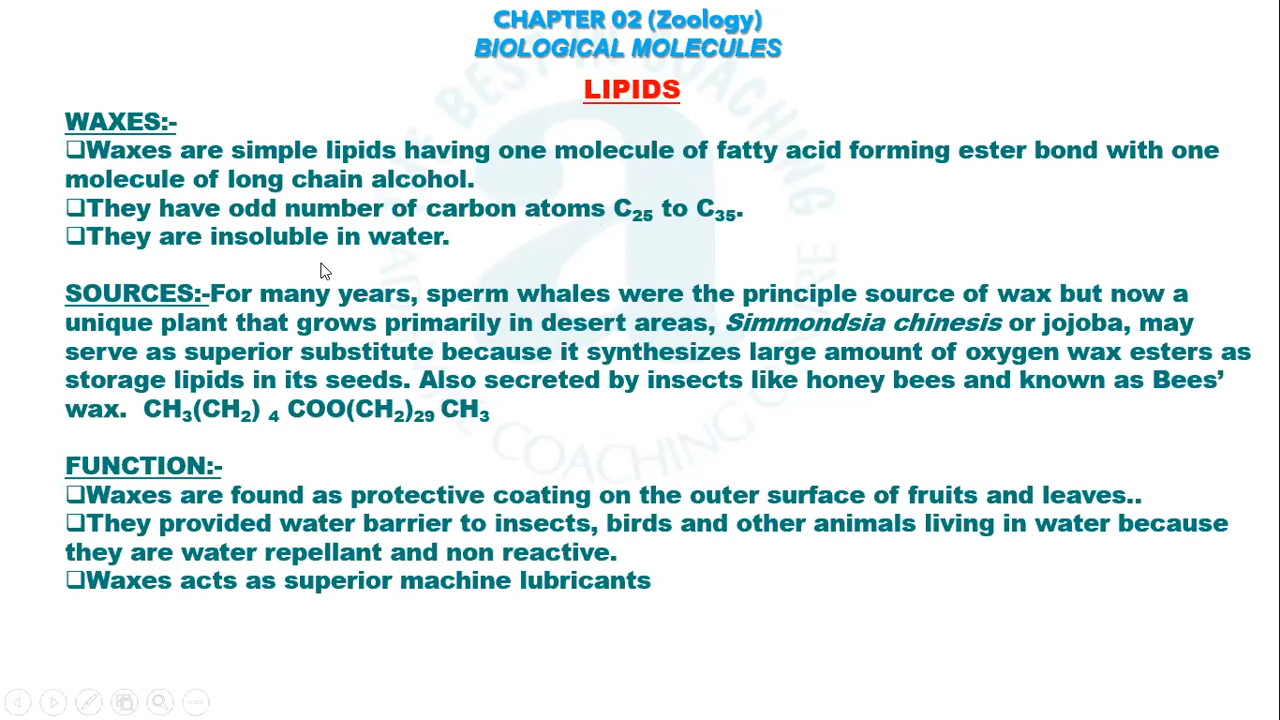 CHAPTER 02 (Zoology)
BIOLOGICAL MOLECULES
LIPIDS
WAXES:-
❑Waxes are simple lipids having one molecule of fatty acid forming ester bond with one
molecule of long chain alcohol.
❑They have odd number of carbon atoms C₂₅ to C₃₅.
❑They are insoluble in water.
SOURCES:-For many years, sperm whales were the principle source of wax but now a
unique plant that grows primarily in desert areas, Simmondsia chinesis or jojoba, may
serve as superior substitute because it synthesizes large amount of oxygen wax esters as
storage lipids in its seeds. Also secreted by insects like honey bees and known as Bees’
wax. CH₃(CH₂) ₄ COO(CH₂)₂₉ CH₃
FUNCTION:-
❑Waxes are found as protective coating on the outer surface of fruits and leaves..
❑They provided water barrier to insects, birds and other animals living in water because
they are water repellant and non reactive.
❑Waxes acts as superior machine lubricants